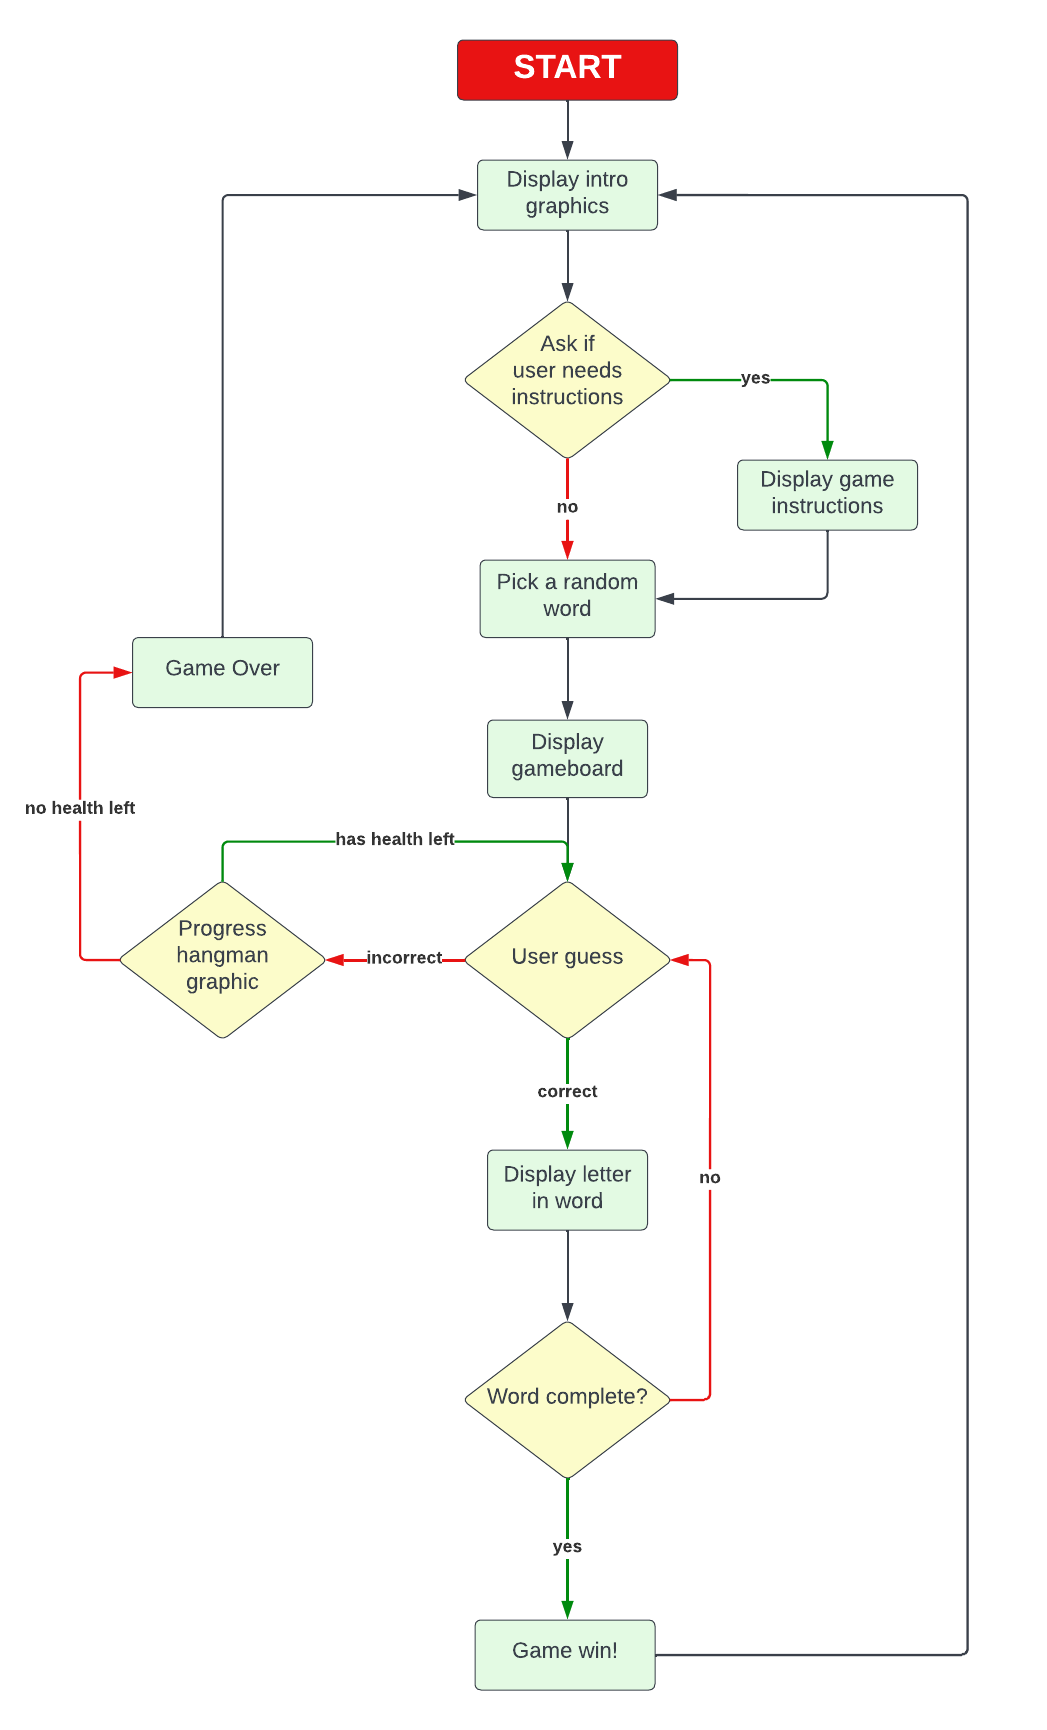 START
Display intro
graphics
Ask if
user needs
instructions
yes
Display game
instructions
no
Pick a random
word
Game Over
Display
gameboard
no health left
has health left
Progress
hangman
graphic
incorrect
User guess
correct
Display letter
in word
no
Word complete?
yes
Game win!